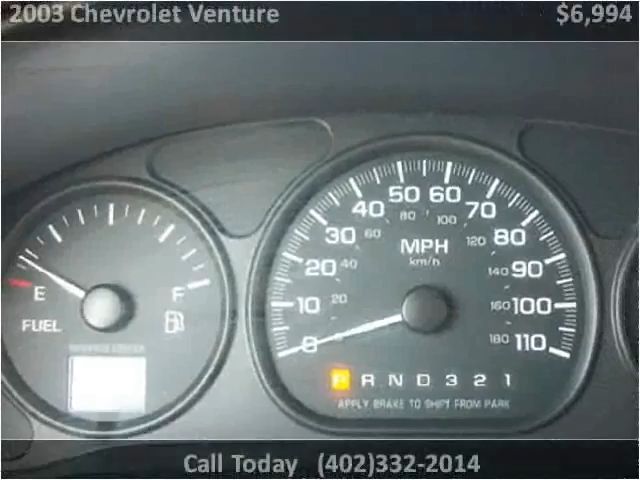 2003 Chevrolet Venture
$6,994
50 60
40 70
80 100
30 80
60 120
MPH
km/h
20 90
40 140
10 100
20 160
0 110
180
E F
FUEL
P R N D 3 2 1
APPLY BRAKE TO SHIFT FROM PARK
Call Today (402)332-2014